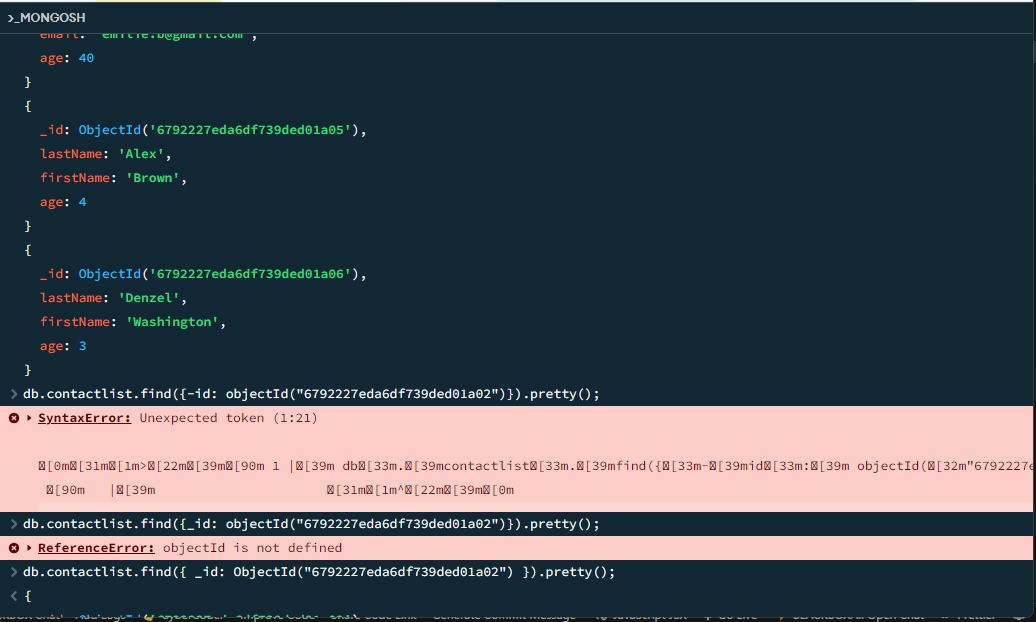 >_MONGOSH
email: 'emilie.b@gmail.com',
age: 40
}
{
_id: ObjectId('6792227eda6df739ded01a05'),
lastName: 'Alex',
firstName: 'Brown',
age: 4
}
{
_id: ObjectId('6792227eda6df739ded01a06'),
lastName: 'Denzel',
firstName: 'Washington',
age: 3
}
> db.contactlist.find({-id: objectId("6792227eda6df739ded01a02")}).pretty();
SyntaxError: Unexpected token (1:21)
[0m[31m[1m>[22m[39m[90m 1 |[39m db[33m.[39mcontactlist[33m.[39mfind({[33m-[39mid[33m:[39m objectId([32m"6792227e
[90m   |[39m                      [31m[1m^[22m[39m[0m
> db.contactlist.find({_id: objectId("6792227eda6df739ded01a02")}).pretty();
ReferenceError: objectId is not defined
> db.contactlist.find({ _id: ObjectId("6792227eda6df739ded01a02") }).pretty();
< {